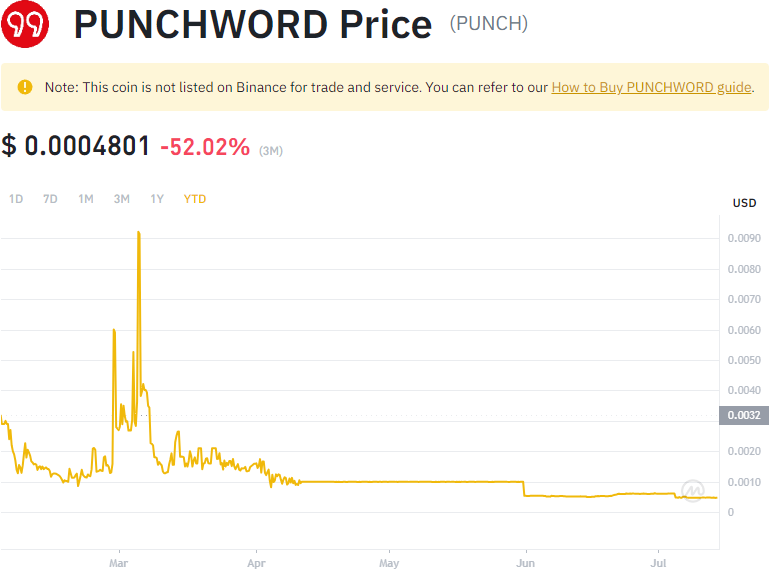 PUNCHWORD Price (PUNCH)
Note: This coin is not listed on Binance for trade and service. You can refer to our How to Buy PUNCHWORD guide.
$ 0.0004801 -52.02% (3M)
1D 7D 1M 3M 1Y YTD
USD
0.0090
0.0080
0.0070
0.0060
0.0050
0.0040
0.0032
0.0020
0.0010
0
Mar Apr May Jun Jul